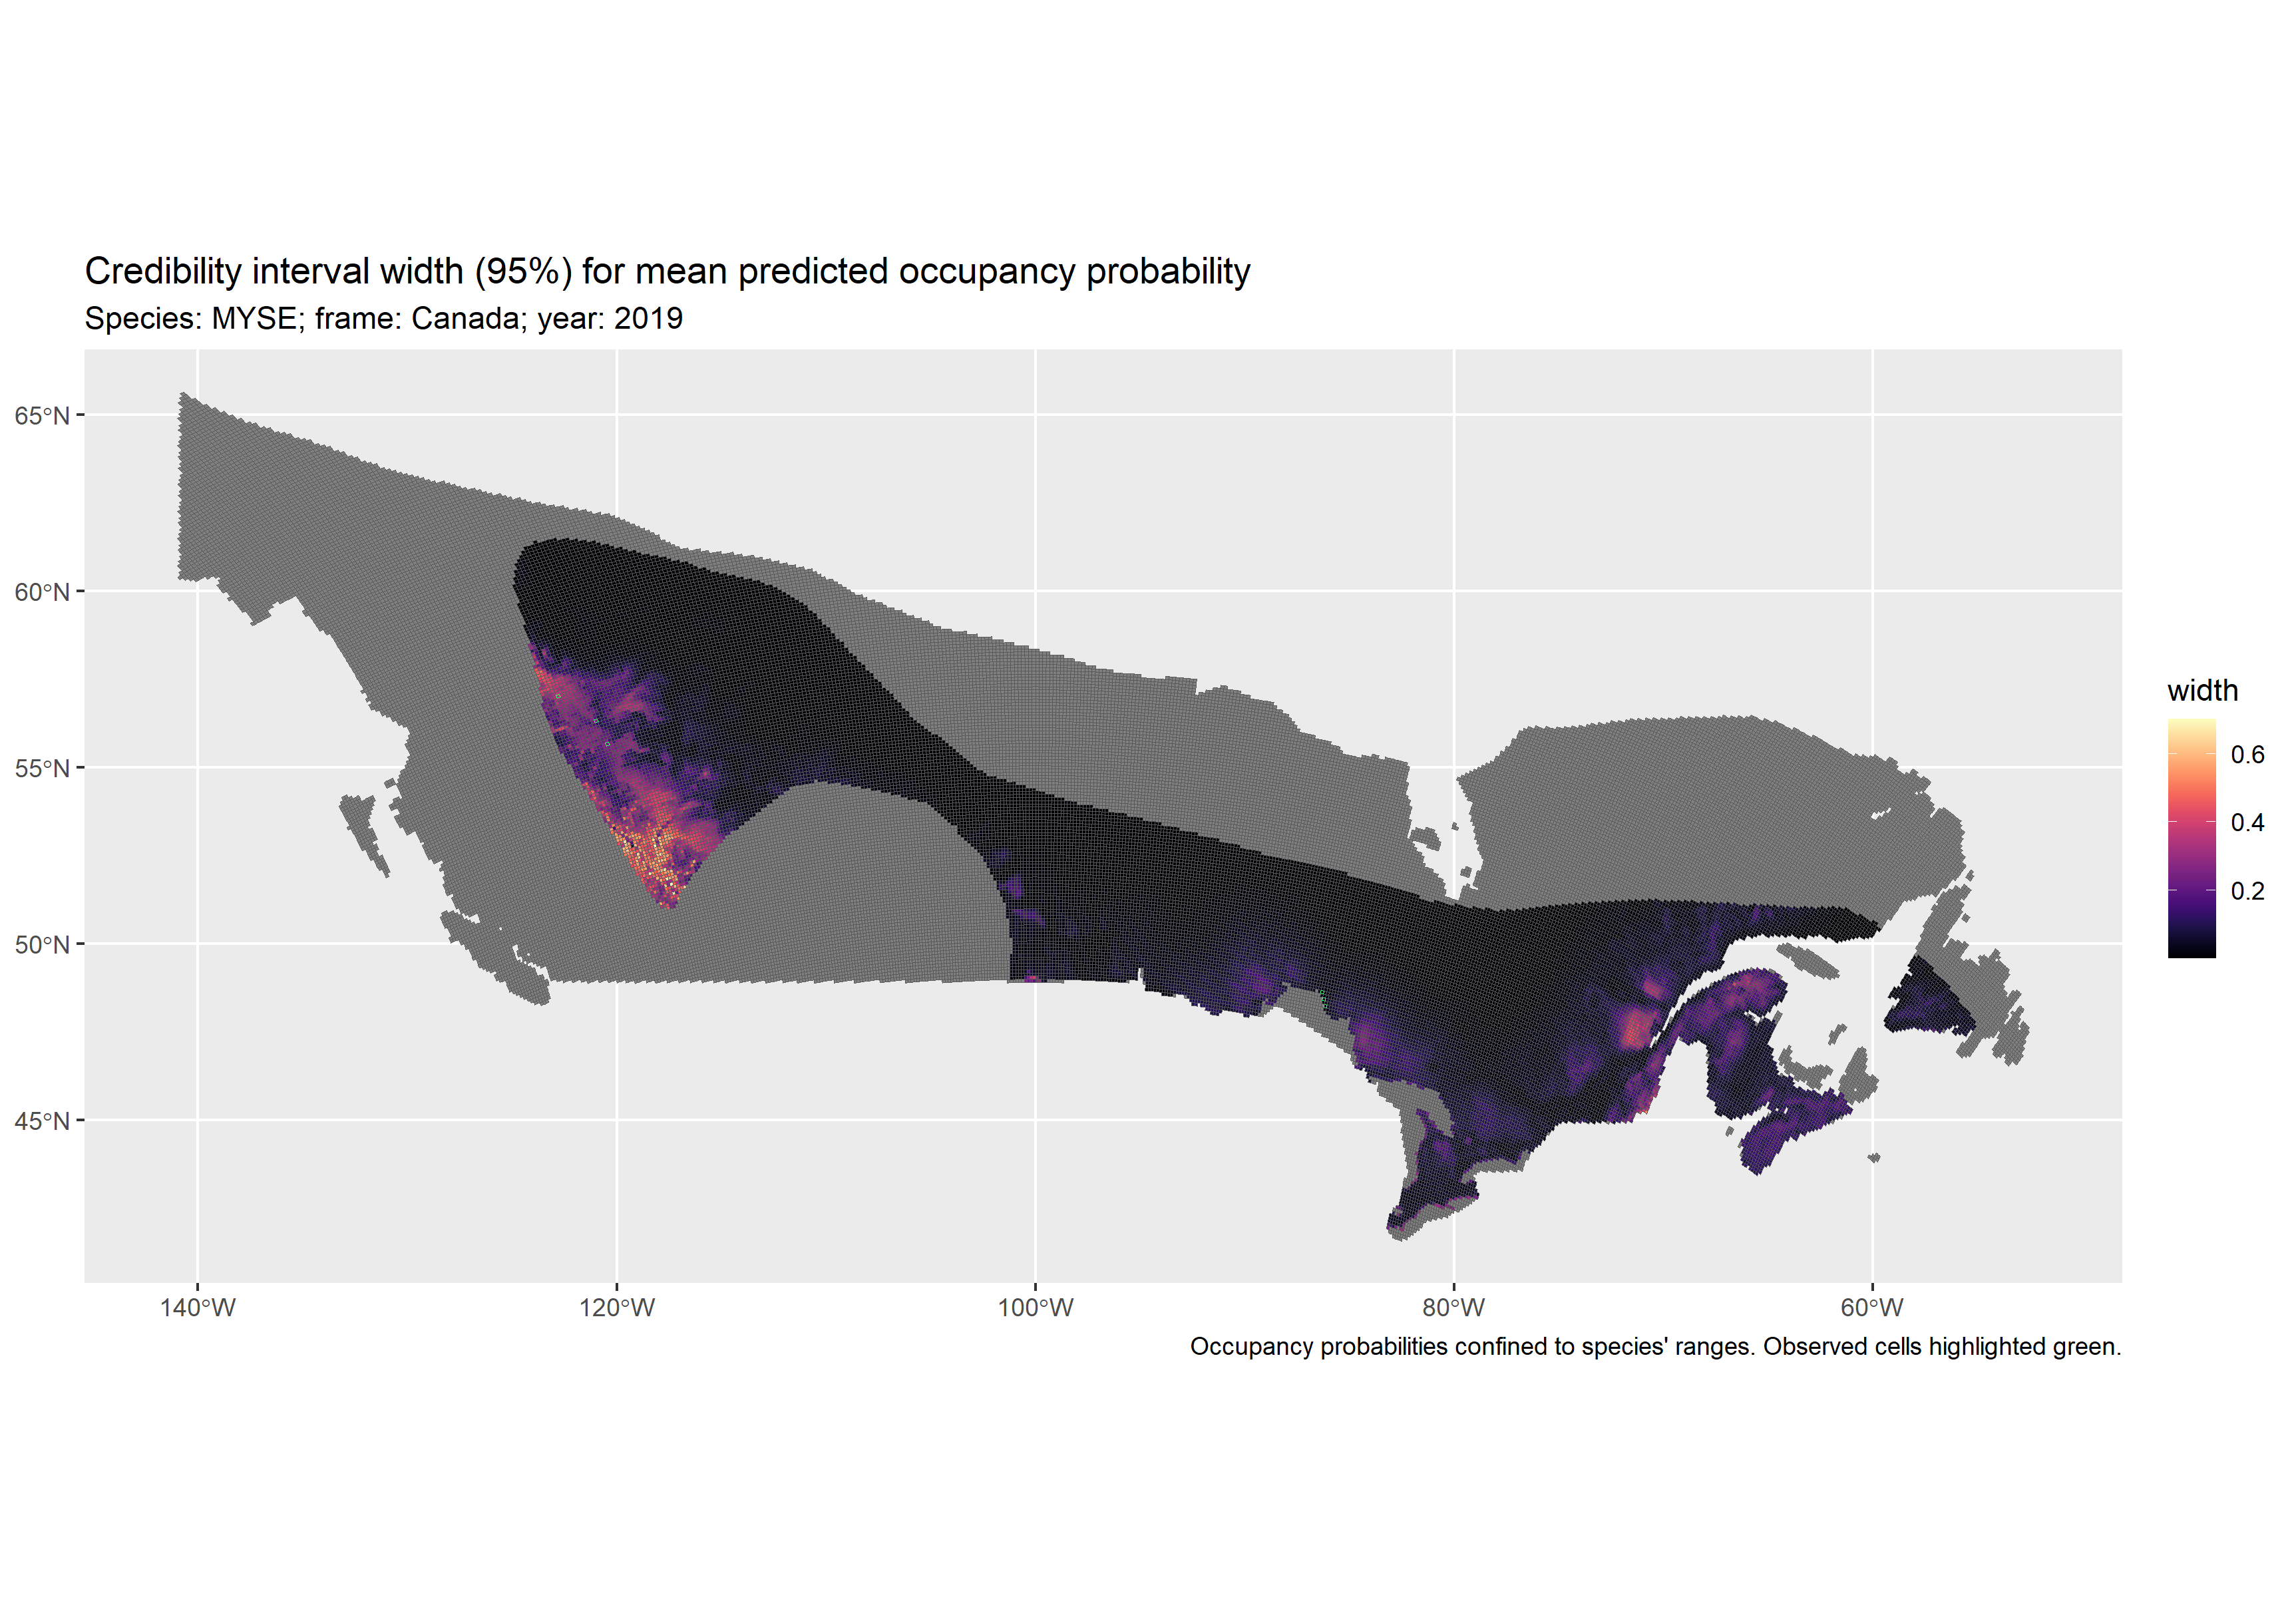 Credibility interval width (95%) for mean predicted occupancy probability
Species: MYSE; frame: Canada; year: 2019
65°N
60°N
55°N
50°N
45°N
140°W
120°W
100°W
80°W
60°W
width
0.6
0.4
0.2
Occupancy probabilities confined to species' ranges. Observed cells highlighted green.